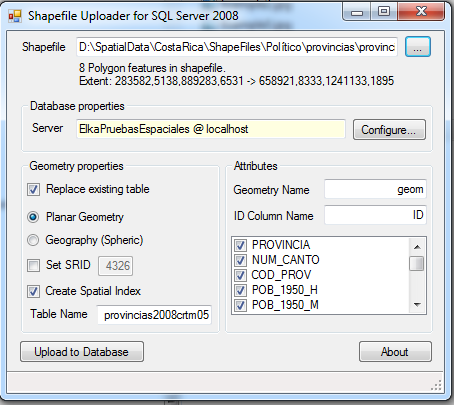 Shapefile Uploader for SQL Server 2008
Shapefile D:\SpatialData\CostaRica\ShapeFiles\Político\provincias\provinc ...
8 Polygon features in shapefile.
Extent: 283582,5138,889283,6531 -> 658921,8333,1241133,1895
Database properties
Server ElkaPruebasEspaciales @ localhost Configure...
Geometry properties
Replace existing table
Planar Geometry
Geography (Spheric)
Set SRID 4326
Create Spatial Index
Table Name provincias2008crtm05
Attributes
Geometry Name geom
ID Column Name ID
PROVINCIA
NUM_CANTO
COD_PROV
POB_1950_H
POB_1950_M
Upload to Database
About